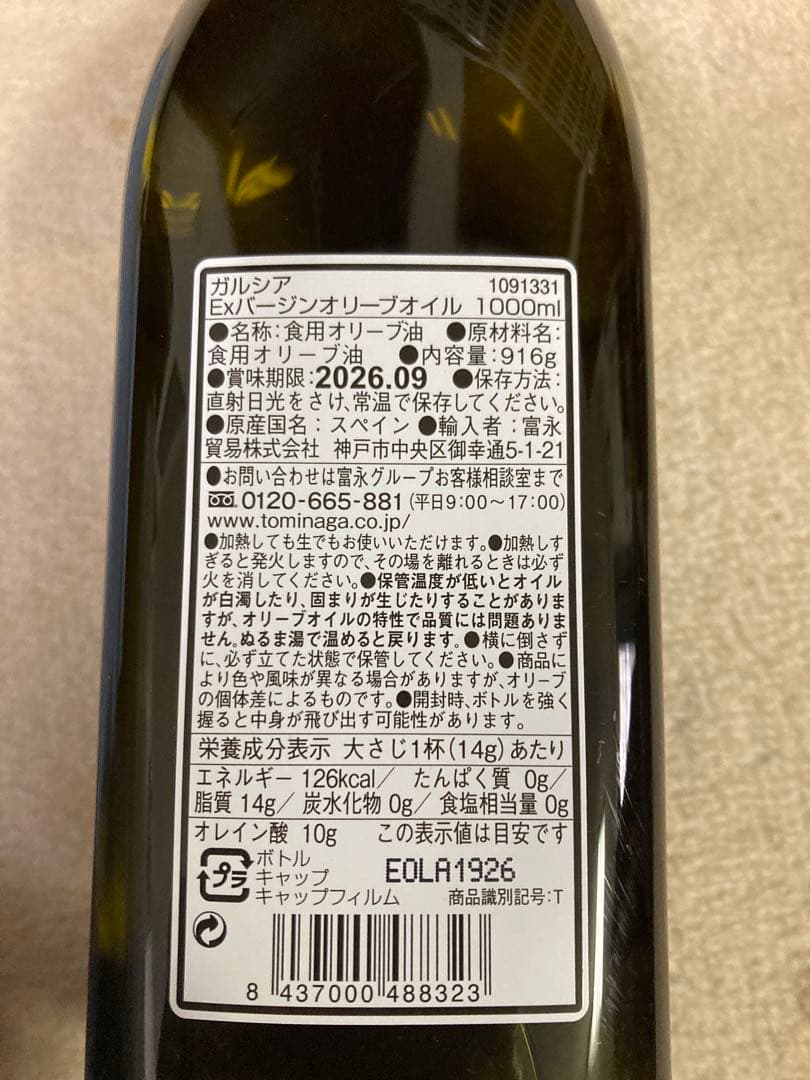 ガルシア 1091331
Exバージンオリーブオイル 1000ml
●名称:食用オリーブ油 ●原材料名:
食用オリーブ油 ●内容量:916g
●賞味期限:2026.09 ●保存方法:
直射日光をさけ、常温で保存してください。
●原産国名:スペイン ●輸入者:富永
貿易株式会社 神戸市中央区御幸通5-1-21
●お問い合わせは富永グループお客様相談室まで
0120-665-881(平日9:00～17:00)
www.tominaga.co.jp/
●加熱しても生でもお使いいただけます。●加熱しす
ぎると発火しますので、その場を離れるときは必ず
火を消してください。●保管温度が低いとオイル
が白濁したり、固まりが生じたりすることがありま
すが、オリーブオイルの特性で品質には問題ありま
せん。ぬるま湯で温めると戻ります。●横に倒さず
に、必ず立てた状態で保管してください。●商品に
より色や風味が異なる場合がありますが、オリーブ
の個体差によるものです。●開封時、ボトルを強く
握ると中身が飛び出す可能性があります。
栄養成分表示 大さじ1杯(14g)あたり
エネルギー 126kcal/ たんぱく質 0g/
脂質 14g/ 炭水化物 0g/ 食塩相当量 0g
オレイン酸 10g この表示値は目安です
プラ ボトル
キャップ EOLA1926
キャップフィルム 商品識別記号:T
8 437000 488323